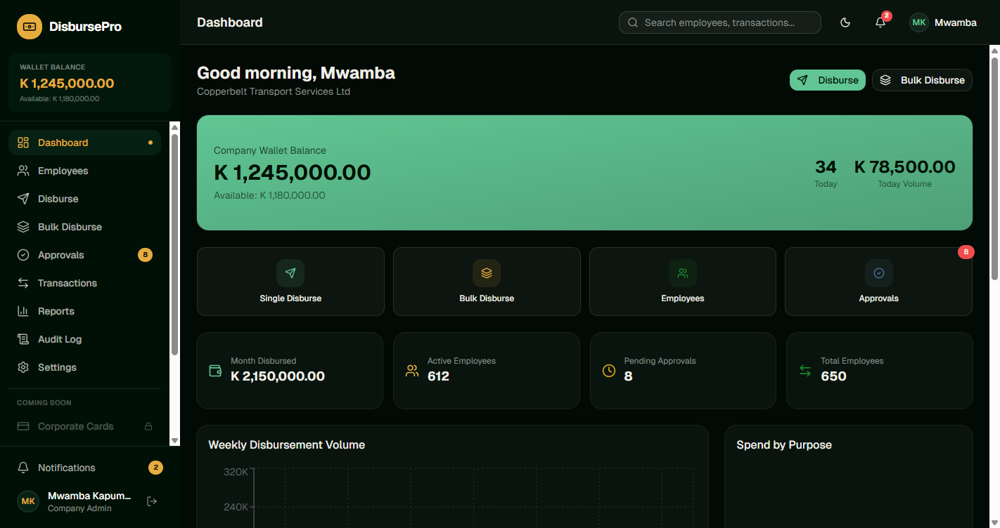 DisbursePro
WALLET BALANCE
K 1,245,000.00
Available: K 1,180,000.00
Dashboard
Employees
Disburse
Bulk Disburse
Approvals
8
Transactions
Reports
Audit Log
Settings
COMING SOON
Corporate Cards
Notifications
2
MK
Mwamba Kapum...
Company Admin
Dashboard
Search employees, transactions...
2
MK
Mwamba
Good morning, Mwamba
Copperbelt Transport Services Ltd
Disburse
Bulk Disburse
Company Wallet Balance
K 1,245,000.00
Available: K 1,180,000.00
34
Today
K 78,500.00
Today Volume
Single Disburse
Bulk Disburse
Employees
8
Approvals
Month Disbursed
K 2,150,000.00
Active Employees
612
Pending Approvals
8
Total Employees
650
Weekly Disbursement Volume
320K
240K
Spend by Purpose